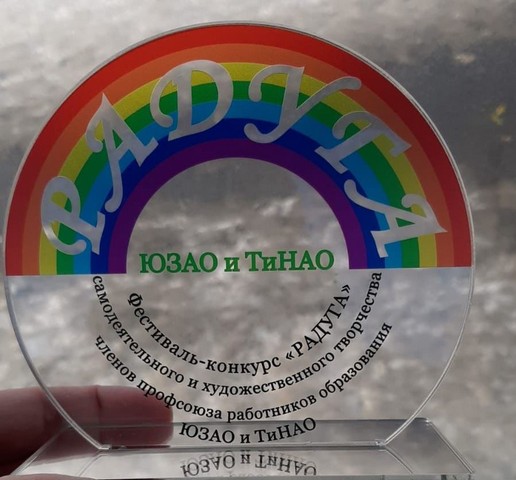 РАДУГА
ЮЗАО и ТиНАО
Фестиваль-конкурс «РАДУГА»
самодеятельного и художественного творчества
членов профсоюза работников образования
ЮЗАО и ТиНАО